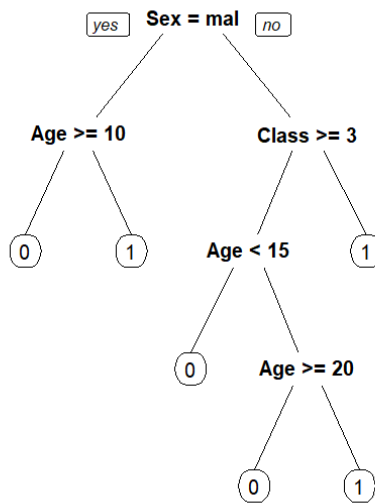 yes Sex = mal no
Age >= 10 Class >= 3
0 1 Age < 15 1
0 Age >= 20
0 1